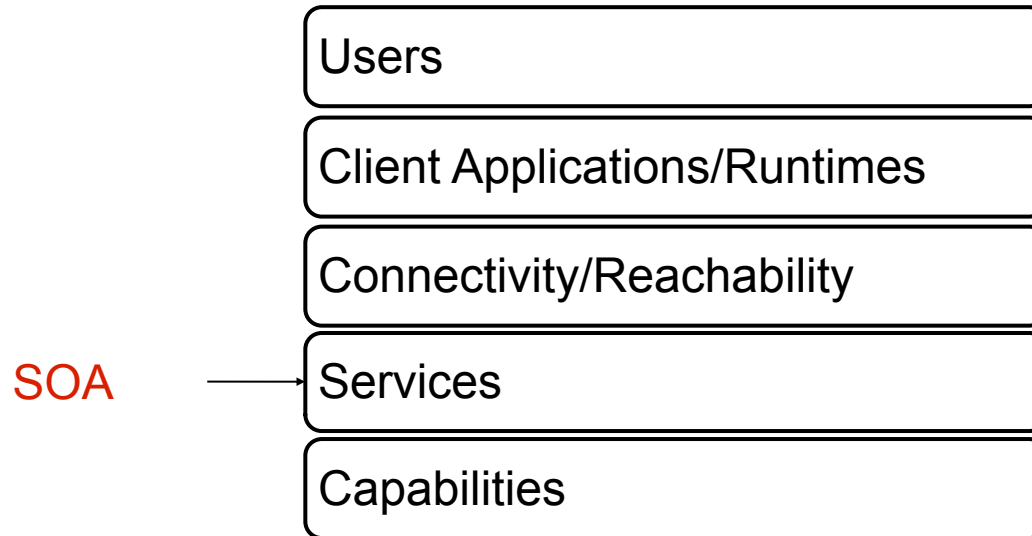 Users
Client Applications/Runtimes
Connectivity/Reachability
SOA
Services
Capabilities